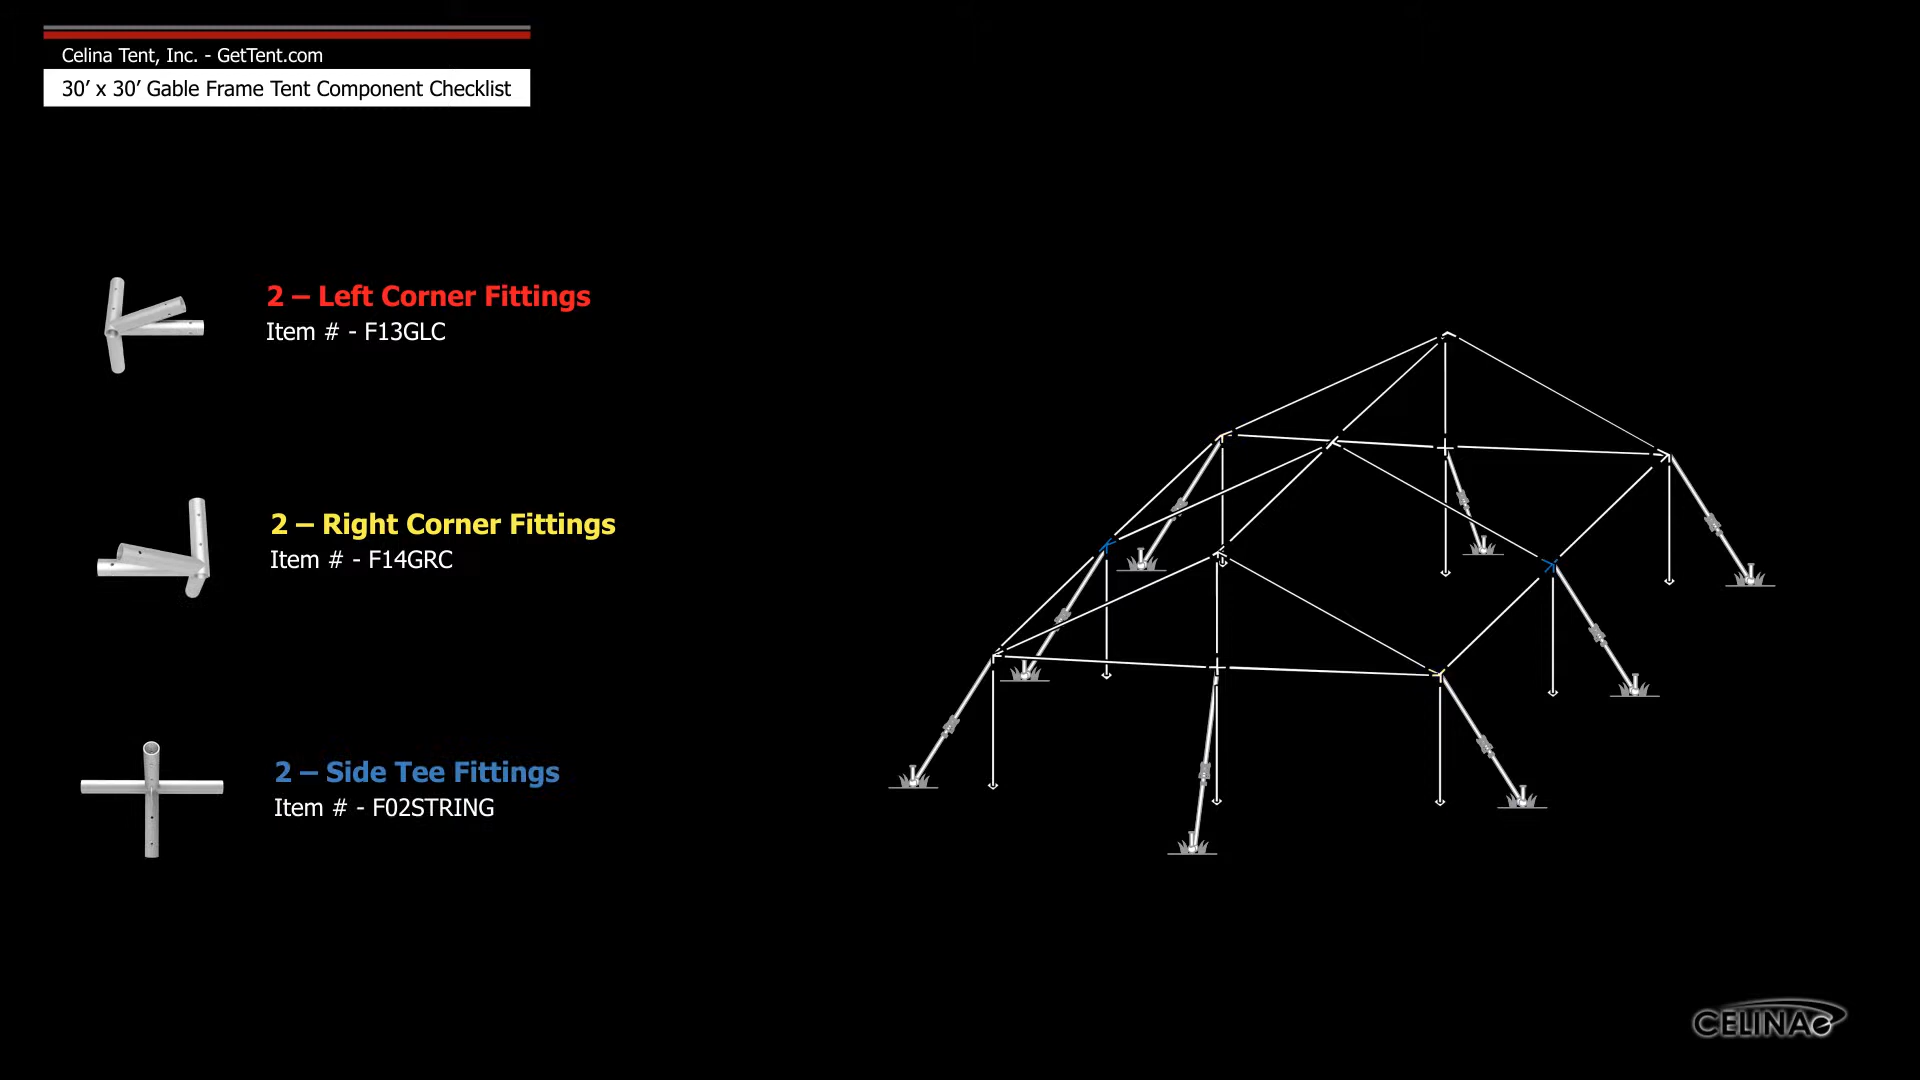 Celina Tent, Inc. - GetTent.com
30’ x 30’ Gable Frame Tent Component Checklist
2 – Left Corner Fittings
Item # - F13GLC
2 – Right Corner Fittings
Item # - F14GRC
2 – Side Tee Fittings
Item # - F02STRING
CELINA